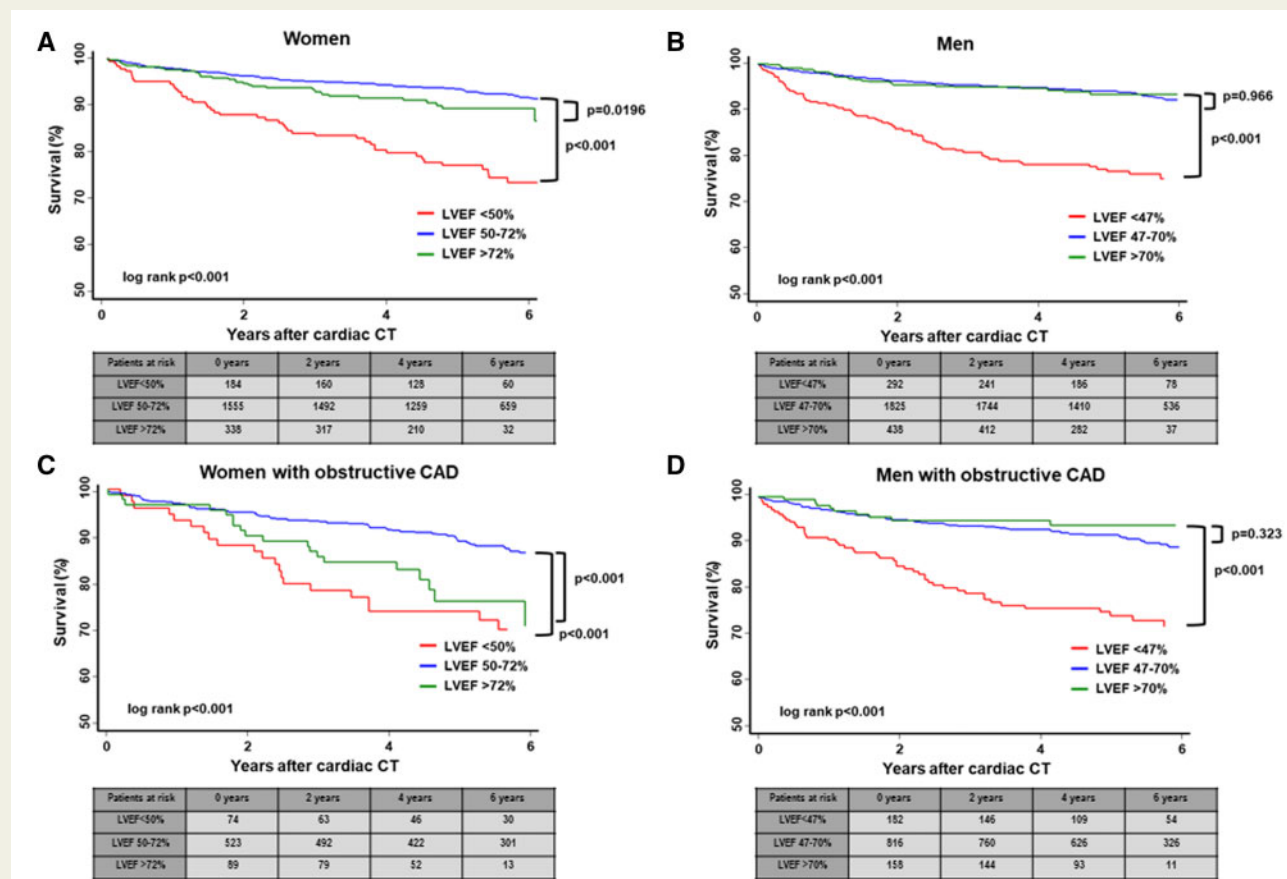 A
Women
100
90
80
70
60
50
Survival (%)
p=0.0196
p<0.001
LVEF <50%
LVEF 50-72%
LVEF >72%
log rank p<0.001
0 2 4 6
Years after cardiac CT
Patients at risk 0 years 2 years 4 years 6 years
LVEF<50% 184 160 128 60
LVEF 50-72% 1555 1492 1259 659
LVEF >72% 338 317 210 32
B
Men
100
90
80
70
60
50
Survival (%)
p=0.966
p<0.001
LVEF <47%
LVEF 47-70%
LVEF >70%
log rank p<0.001
0 2 4 6
Years after cardiac CT
Patients at risk 0 years 2 years 4 years 6 years
LVEF<47% 292 241 186 78
LVEF 47-70% 1825 1744 1410 536
LVEF >70% 438 412 282 37
C
Women with obstructive CAD
100
90
80
70
60
50
Survival (%)
p<0.001
p<0.001
LVEF <50%
LVEF 50-72%
LVEF >72%
log rank p<0.001
0 2 4 6
Years after cardiac CT
Patients at risk 0 years 2 years 4 years 6 years
LVEF<50% 74 63 46 30
LVEF 50-72% 523 492 422 301
LVEF >72% 89 79 52 13
D
Men with obstructive CAD
100
90
80
70
60
50
Survival (%)
p=0.323
p<0.001
LVEF <47%
LVEF 47-70%
LVEF >70%
log rank p<0.001
0 2 4 6
Years after cardiac CT
Patients at risk 0 years 2 years 4 years 6 years
LVEF<47% 182 146 109 54
LVEF 47-70% 816 760 626 326
LVEF >70% 158 144 93 11